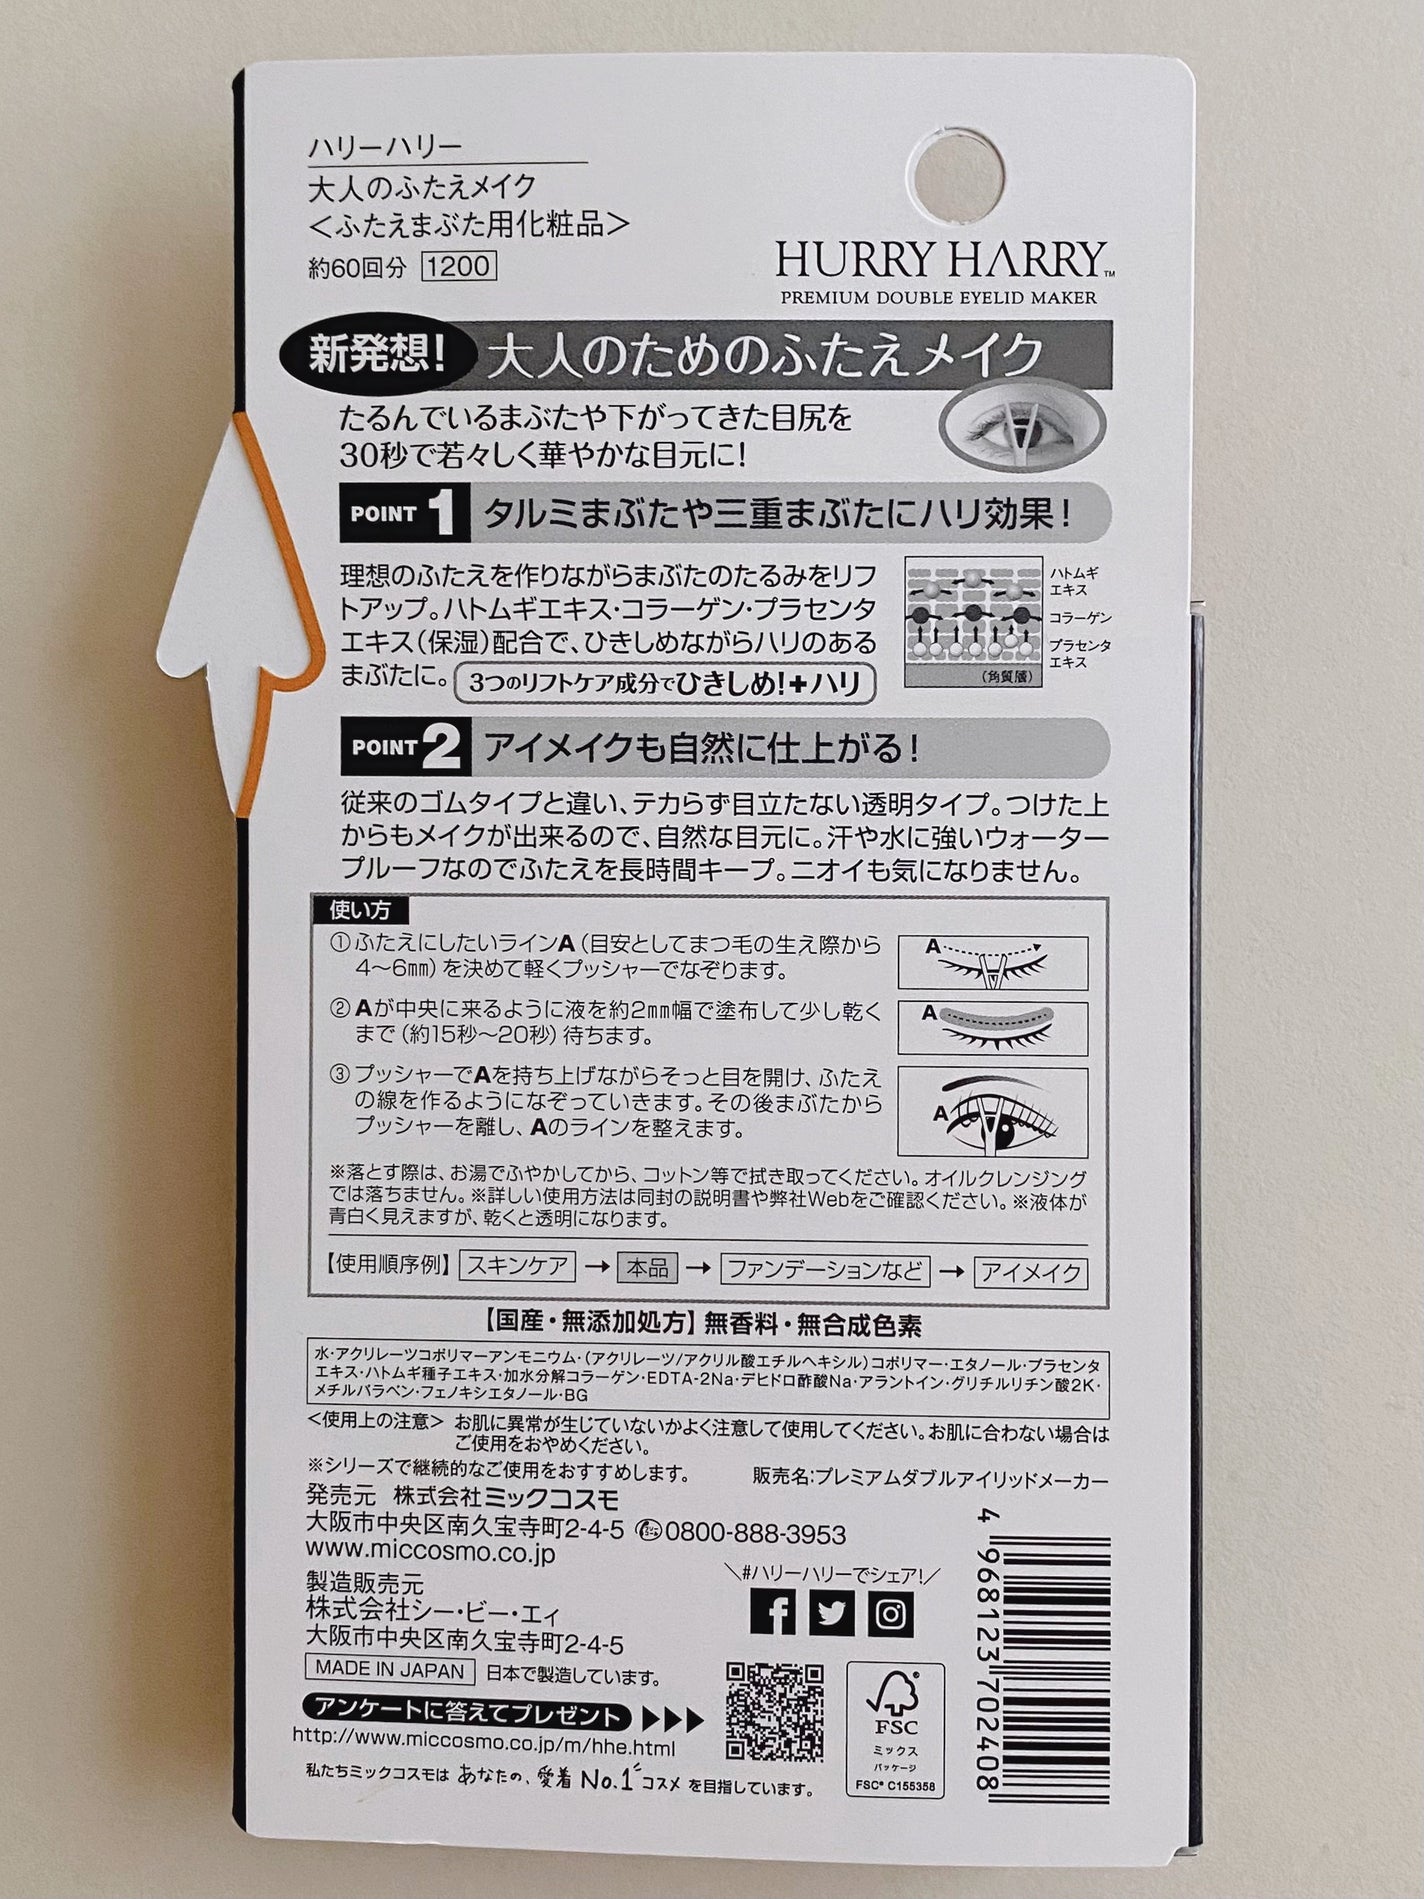 ハリーハリー
大人のふたえメイク
＜ふたえまぶた用化粧品＞
約60回分 1200
HURRY HARRY™
PREMIUM DOUBLE EYELID MAKER
新発想！ 大人のためのふたえメイク
たるんでいるまぶたや下がってきた目尻を
30秒で若々しく華やかな目元に！
POINT 1 タルミまぶたや三重まぶたにハリ効果！
理想のふたえを作りながらまぶたのたるみをリフ
トアップ。ハトムギエキス・コラーゲン・プラセンタ
エキス（保湿）配合で、ひきしめながらハリのある
まぶたに。 3つのリフトケア成分でひきしめ！＋ハリ
ハトムギ
エキス
コラーゲン
プラセンタ
エキス
（角質層）
POINT 2 アイメイクも自然に仕上がる！
従来のゴムタイプと違い、テカらず目立たない透明タイプ。つけた上
からもメイクが出来るので、自然な目元に。汗や水に強いウォーター
プルーフなのでふたえを長時間キープ。ニオイも気になりません。
使い方
①ふたえにしたいラインA（目安としてまつ毛の生え際から
4〜6㎜）を決めて軽くプッシャーでなぞります。
A
②Aが中央に来るように液を約2㎜幅で塗布して少し乾く
まで（約15秒〜20秒）待ちます。
A
③プッシャーでAを持ち上げながらそっと目を開け、ふたえ
の線を作るようになぞっていきます。その後まぶたから
プッシャーを離し、Aのラインを整えます。
A
※落とす際は、お湯でふやかしてから、コットン等で拭き取ってください。オイルクレンジング
では落ちません。※詳しい使用方法は同封の説明書や弊社Webをご確認ください。※液体が
青白く見えますが、乾くと透明になります。
【使用順序例】 スキンケア → 本品 → ファンデーションなど → アイメイク
【国産・無添加処方】無香料・無合成色素
水・アクリレーツコポリマーアンモニウム・（アクリレーツ/アクリル酸エチルヘキシル）コポリマー・エタノール・プラセンタ
エキス・ハトムギ種子エキス・加水分解コラーゲン・EDTA-2Na・デヒドロ酢酸Na・アラントイン・グリチルリチン酸2K・
メチルパラベン・フェノキシエタノール・BG
＜使用上の注意＞ お肌に異常が生じていないかよく注意して使用してください。お肌に合わない場合は
ご使用をおやめください。
※シリーズで継続的なご使用をおすすめします。
販売名：プレミアムダブルアイリッドメーカー
発売元 株式会社ミックコスモ
大阪市中央区南久宝寺町2-4-5 0800-888-3953
www.miccosmo.co.jp
製造販売元
株式会社シー・ビー・エィ
大阪市中央区南久宝寺町2-4-5
MADE IN JAPAN 日本で製造しています。
＼#ハリーハリーでシェア！／
アンケートに答えてプレゼント ▶▶▶
http://www.miccosmo.co.jp/m/hhe.html
私たちミックコスモは あなたの、愛着 No.1 コスメ を目指しています。
FSC
ミックス
パッケージ
FSC® C155358
4 968123 702408